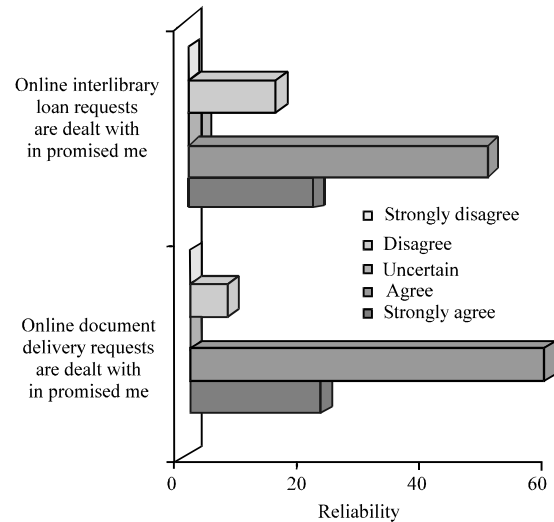 Online interlibrary
loan requests
are dealt with
in promised me
Strongly disagree
Disagree
Uncertain
Agree
Strongly agree
Online document
delivery requests
are dealt with
in promised me
0
20
40
60
Reliability